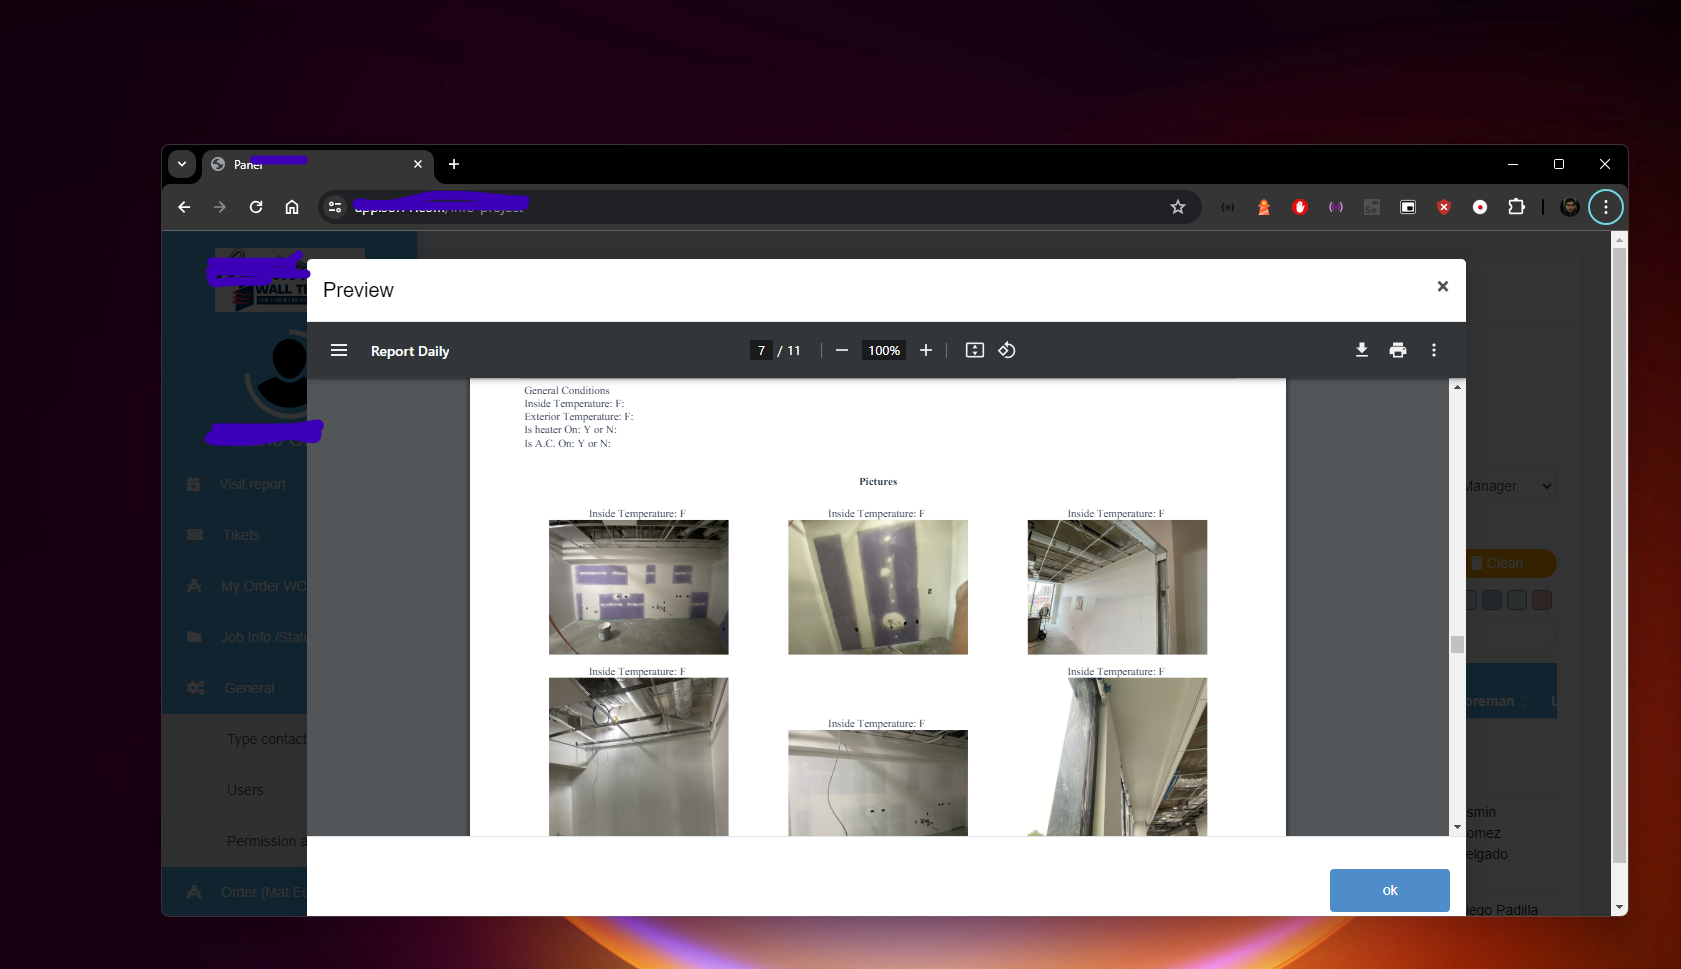 Panel
Preview
Report Daily
7 / 11
100%
General Conditions
Inside Temperature: F:
Exterior Temperature: F:
Is heater On: Y or N:
Is A.C. On: Y or N:
Pictures
Inside Temperature: F
Inside Temperature: F
Inside Temperature: F
Inside Temperature: F
Inside Temperature: F
Inside Temperature: F
ok
WALL
Visit report
Tikets
My Order WC
Job Info./Statu
General
Type contact
Users
Permission a
Order (Mat Ec
Manager
Clean
oreman
L
smin
omez
elgado
iego Padilla